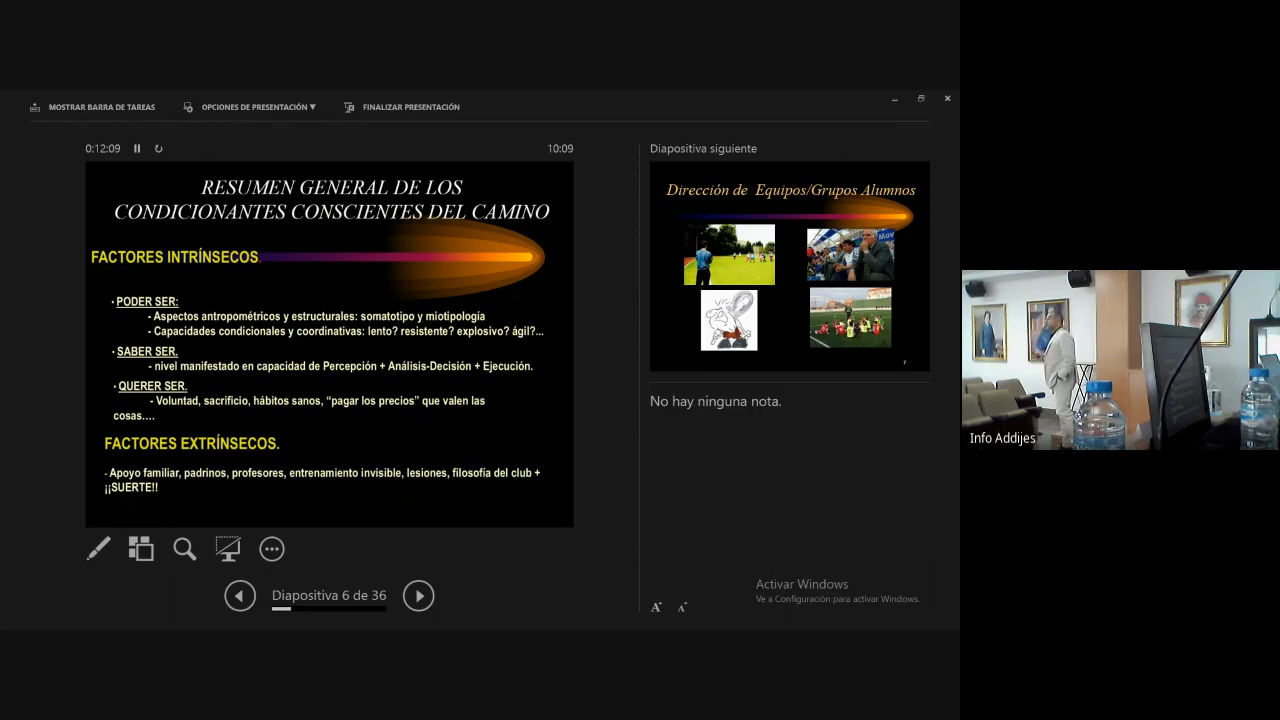 MOSTRAR BARRA DE TAREAS
OPCIONES DE PRESENTACIÓN ▼
FINALIZAR PRESENTACIÓN
0:12:09
10:09
RESUMEN GENERAL DE LOS
CONDICIONANTES CONSCIENTES DEL CAMINO
FACTORES INTRÍNSECOS.
· PODER SER:
- Aspectos antropométricos y estructurales: somatotipo y miotipología
- Capacidades condicionales y coordinativas: lento? resistente? explosivo? ágil?...
· SABER SER.
- nivel manifestado en capacidad de Percepción + Análisis-Decisión + Ejecución.
· QUERER SER.
- Voluntad, sacrificio, hábitos sanos, “pagar los precios” que valen las
cosas….
FACTORES EXTRÍNSECOS.
- Apoyo familiar, padrinos, profesores, entrenamiento invisible, lesiones, filosofía del club +
¡¡SUERTE!!
Diapositiva 6 de 36
Diapositiva siguiente
Dirección de Equipos/Grupos Alumnos
Mov
7
No hay ninguna nota.
Activar Windows
Ve a Configuración para activar Windows.
A A
Info Addijes